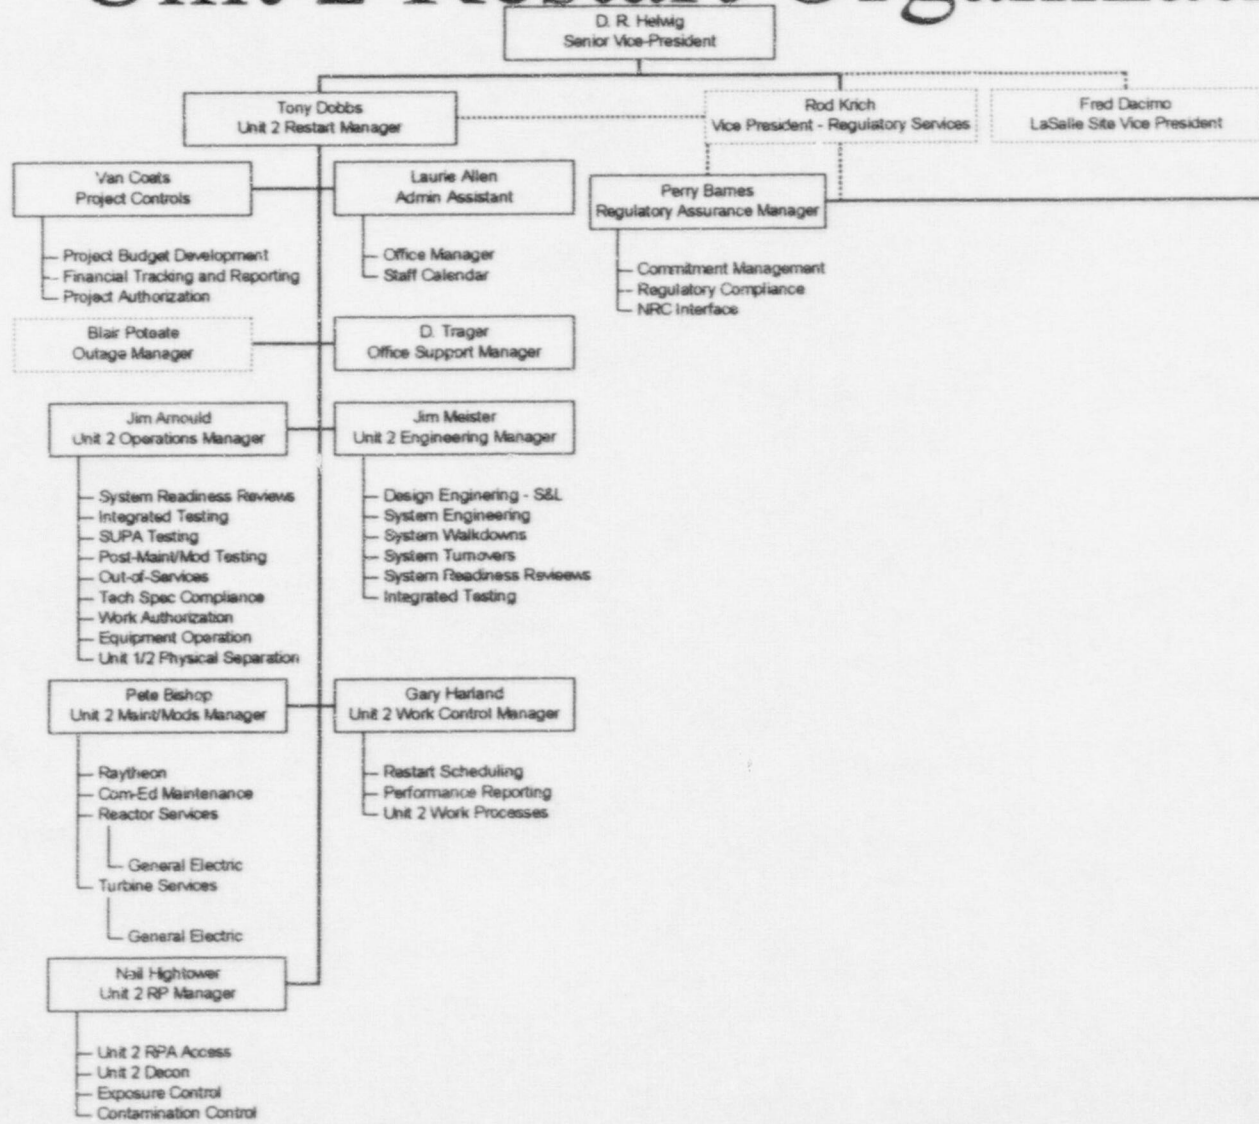 Unit 2 Restart
D. R. Helwig
Senior Vice-President
Tony Dobbs
Unit 2 Restart Manager
Rod Krich
Vice President - Regulatory Services
Fred Dacimo
LaSalle Site Vice President
Van Coats
Project Controls
Project Budget Development
Financial Tracking and Reporting
Project Authorization
Laurie Allen
Admin Assistant
Office Manager
Staff Calendar
Perry Barnes
Regulatory Assurance Manager
Commitment Management
Regulatory Compliance
NRC Interface
Blair Poteate
Outage Manager
D. Trager
Office Support Manager
Jim Arnould
Unit 2 Operations Manager
System Readiness Reviews
Integrated Testing
SUPA Testing
Post-Maint/Mod Testing
Out-of-Services
Tech Spec Compliance
Work Authorization
Equipment Operation
Unit 1/2 Physical Separation
Jim Meister
Unit 2 Engineering Manager
Design Enginering - S&L
System Engineering
System Walkdowns
System Turnovers
System Readiness Reviews
Integrated Testing
Pete Bishop
Unit 2 Maint/Mods Manager
Raytheon
Com-Ed Maintenance
Reactor Services
General Electric
Turbine Services
General Electric
Gary Harland
Unit 2 Work Control Manager
Restart Scheduling
Performance Reporting
Unit 2 Work Processes
Neil Hightower
Unit 2 RP Manager
Unit 2 RPA Access
Unit 2 Decon
Exposure Control
Contamination Control